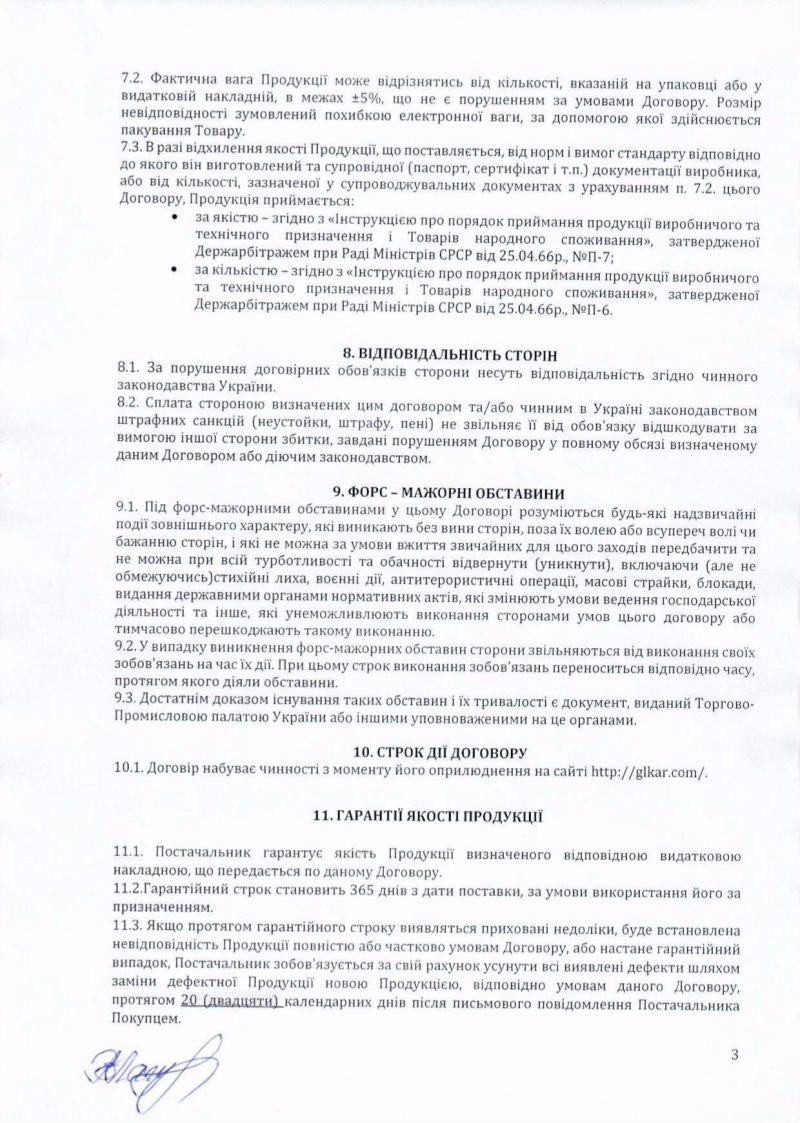 7.2. Фактична вага Продукції може відрізнятись від кількості, вказаній на упаковці або у
видатковій накладній, в межах ±5%, що не є порушенням за умовами Договору. Розмір
невідповідності зумовлений похибкою електронної ваги, за допомогою якої здійснюється
пакування Товару.
7.3. В разі відхилення якості Продукції, що поставляється, від норм і вимог стандарту відповідно
до якого він виготовлений та супровідної (паспорт, сертифікат і т.п.) документації виробника,
або від кількості, зазначеної у супроводжувальних документах з урахуванням п. 7.2. цього
Договору, Продукція приймається:
• за якістю – згідно з «Інструкцією про порядок приймання продукції виробничого та
технічного призначення і Товарів народного споживання», затвердженої
Держарбітражем при Раді Міністрів СРСР від 25.04.66р., №П-7;
• за кількістю – згідно з «Інструкцією про порядок приймання продукції виробничого
та технічного призначення і Товарів народного споживання», затвердженої
Держарбітражем при Раді Міністрів СРСР від 25.04.66р., №П-6.
8. ВІДПОВІДАЛЬНІСТЬ СТОРІН
8.1. За порушення договірних обов'язків сторони несуть відповідальність згідно чинного
законодавства України.
8.2. Сплата стороною визначених цим договором та/або чинним в Україні законодавством
штрафних санкцій (неустойки, штрафу, пені) не звільняє її від обов'язку відшкодувати за
вимогою іншої сторони збитки, завдані порушенням Договору у повному обсязі визначеному
даним Договором або діючим законодавством.
9. ФОРС – МАЖОРНІ ОБСТАВИНИ
9.1. Під форс-мажорними обставинами у цьому Договорі розуміються будь-які надзвичайні
події зовнішнього характеру, які виникають без вини сторін, поза їх волею або всупереч волі чи
бажанню сторін, і які не можна за умови вжиття звичайних для цього заходів передбачити та
не можна при всій турботливості та обачності відвернути (уникнути), включаючи (але не
обмежуючись)стихійні лиха, воєнні дії, антитерористичні операції, масові страйки, блокади,
видання державними органами нормативних актів, які змінюють умови ведення господарської
діяльності та інше, які унеможливлюють виконання сторонами умов цього договору або
тимчасово перешкоджають такому виконанню.
9.2. У випадку виникнення форс-мажорних обставин сторони звільняються від виконання своїх
зобов'язань на час їх дії. При цьому строк виконання зобов'язань переноситься відповідно часу,
протягом якого діяли обставини.
9.3. Достатнім доказом існування таких обставин і їх тривалості є документ, виданий Торгово-
Промисловою палатою України або іншими уповноваженими на це органами.
10. СТРОК ДІЇ ДОГОВОРУ
10.1. Договір набуває чинності з моменту його оприлюднення на сайті http://glkar.com/.
11. ГАРАНТІЇ ЯКОСТІ ПРОДУКЦІЇ
11.1. Постачальник гарантує якість Продукції визначеного відповідною видатковою
накладною, що передається по даному Договору.
11.2.Гарантійний строк становить 365 днів з дати поставки, за умови використання його за
призначенням.
11.3. Якщо протягом гарантійного строку виявляться приховані недоліки, буде встановлена
невідповідність Продукції повністю або частково умовам Договору, або настане гарантійний
випадок, Постачальник зобов'язується за свій рахунок усунути всі виявлені дефекти шляхом
заміни дефектної Продукції новою Продукцією, відповідно умовам даного Договору,
протягом 20 (двадцяти) календарних днів після письмового повідомлення Постачальника
Покупцем.
3